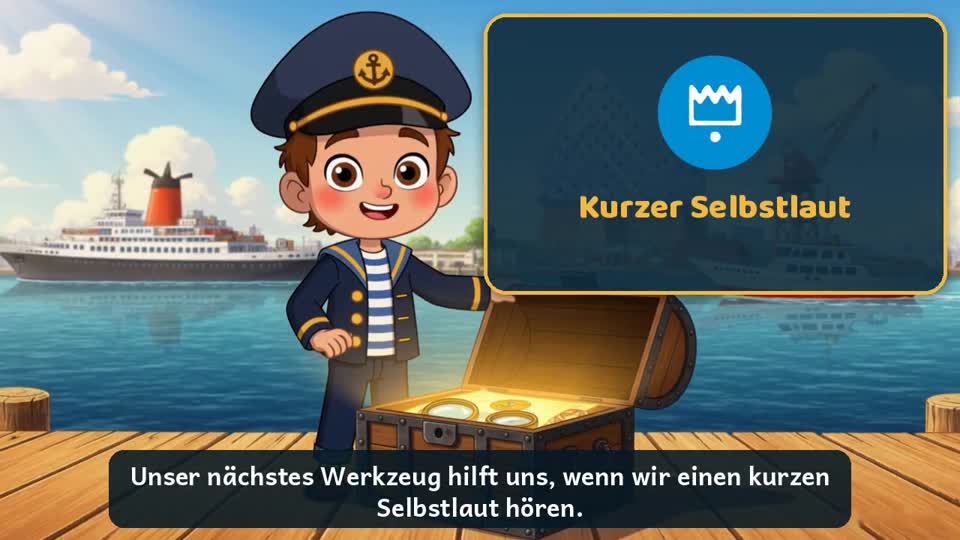 Kurzer Selbstlaut
Unser nächstes Werkzeug hilft uns, wenn wir einen kurzen
Selbstlaut hören.